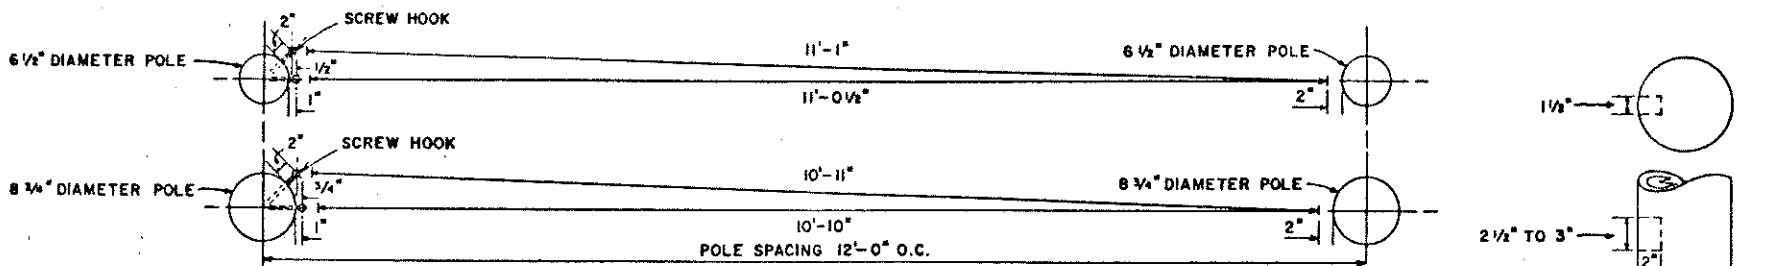 2"
SCREW HOOK
6 1/2" DIAMETER POLE
1/2"
1"
11'-1"
11'-0 1/2"
6 1/2" DIAMETER POLE
2"
1 1/2"
2"
SCREW HOOK
8 3/4" DIAMETER POLE
3/4"
1"
10'-11"
10'-10"
8 3/4" DIAMETER POLE
2"
POLE SPACING 12'-0" O.C.
2 1/2" TO 3"
2"